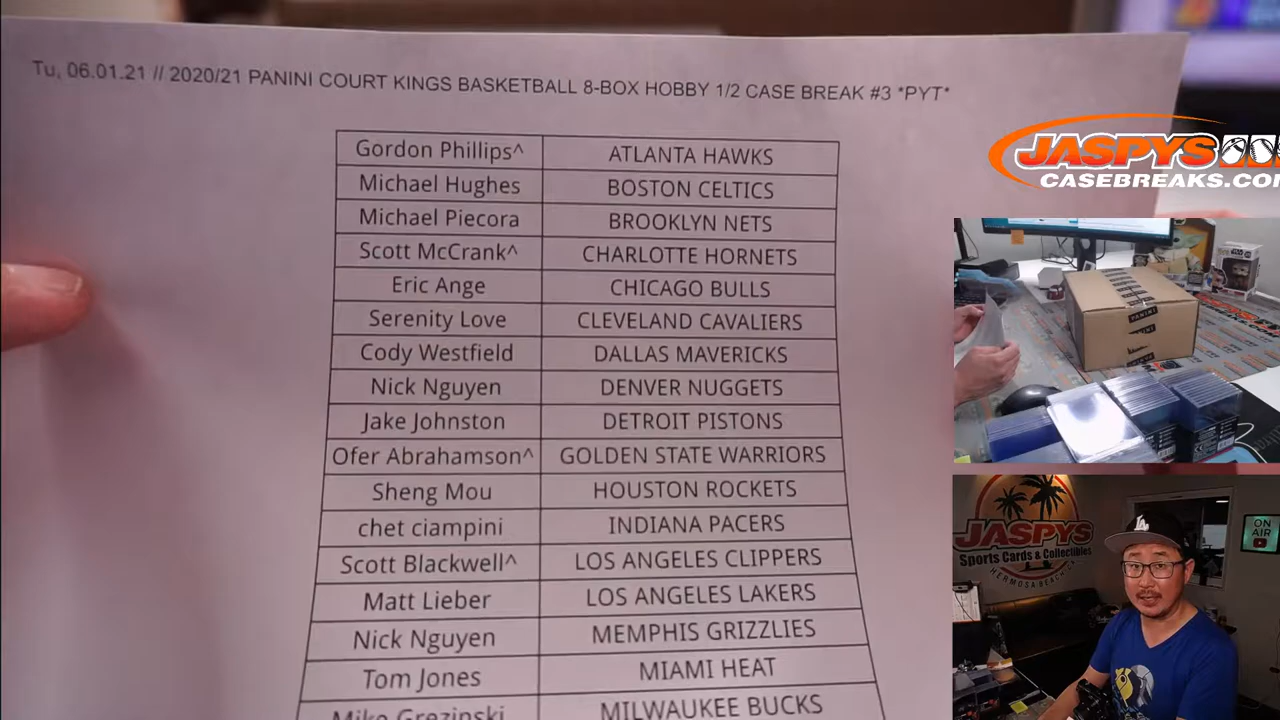 Tu, 06.01.21 // 2020/21 PANINI COURT KINGS BASKETBALL 8-BOX HOBBY 1/2 CASE BREAK #3 *PYT*
Gordon Phillips^ ATLANTA HAWKS
Michael Hughes BOSTON CELTICS
Michael Piecora BROOKLYN NETS
Scott McCrank^ CHARLOTTE HORNETS
Eric Ange CHICAGO BULLS
Serenity Love CLEVELAND CAVALIERS
Cody Westfield DALLAS MAVERICKS
Nick Nguyen DENVER NUGGETS
Jake Johnston DETROIT PISTONS
Ofer Abrahamson^ GOLDEN STATE WARRIORS
Sheng Mou HOUSTON ROCKETS
chet ciampini INDIANA PACERS
Scott Blackwell^ LOS ANGELES CLIPPERS
Matt Lieber LOS ANGELES LAKERS
Nick Nguyen MEMPHIS GRIZZLIES
Tom Jones MIAMI HEAT
Mike Grezinski MILWAUKEE BUCKS
JASPYS
CASEBREAKS.CO
PANINI
JASPYS
Sports Cards & Collectibles
HERMOSA BEACH
ON
AIR
LA